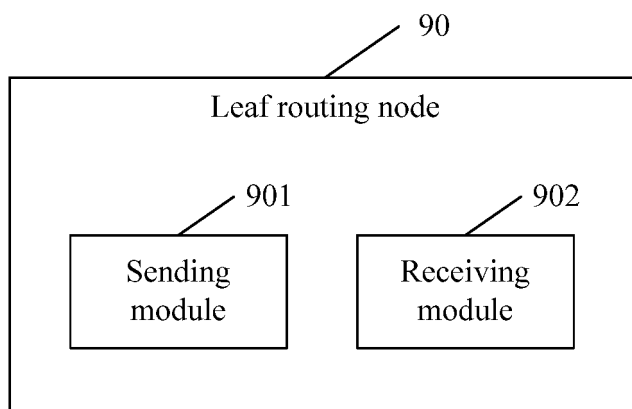 90
Leaf routing node
901
902
Sending
module
Receiving
module